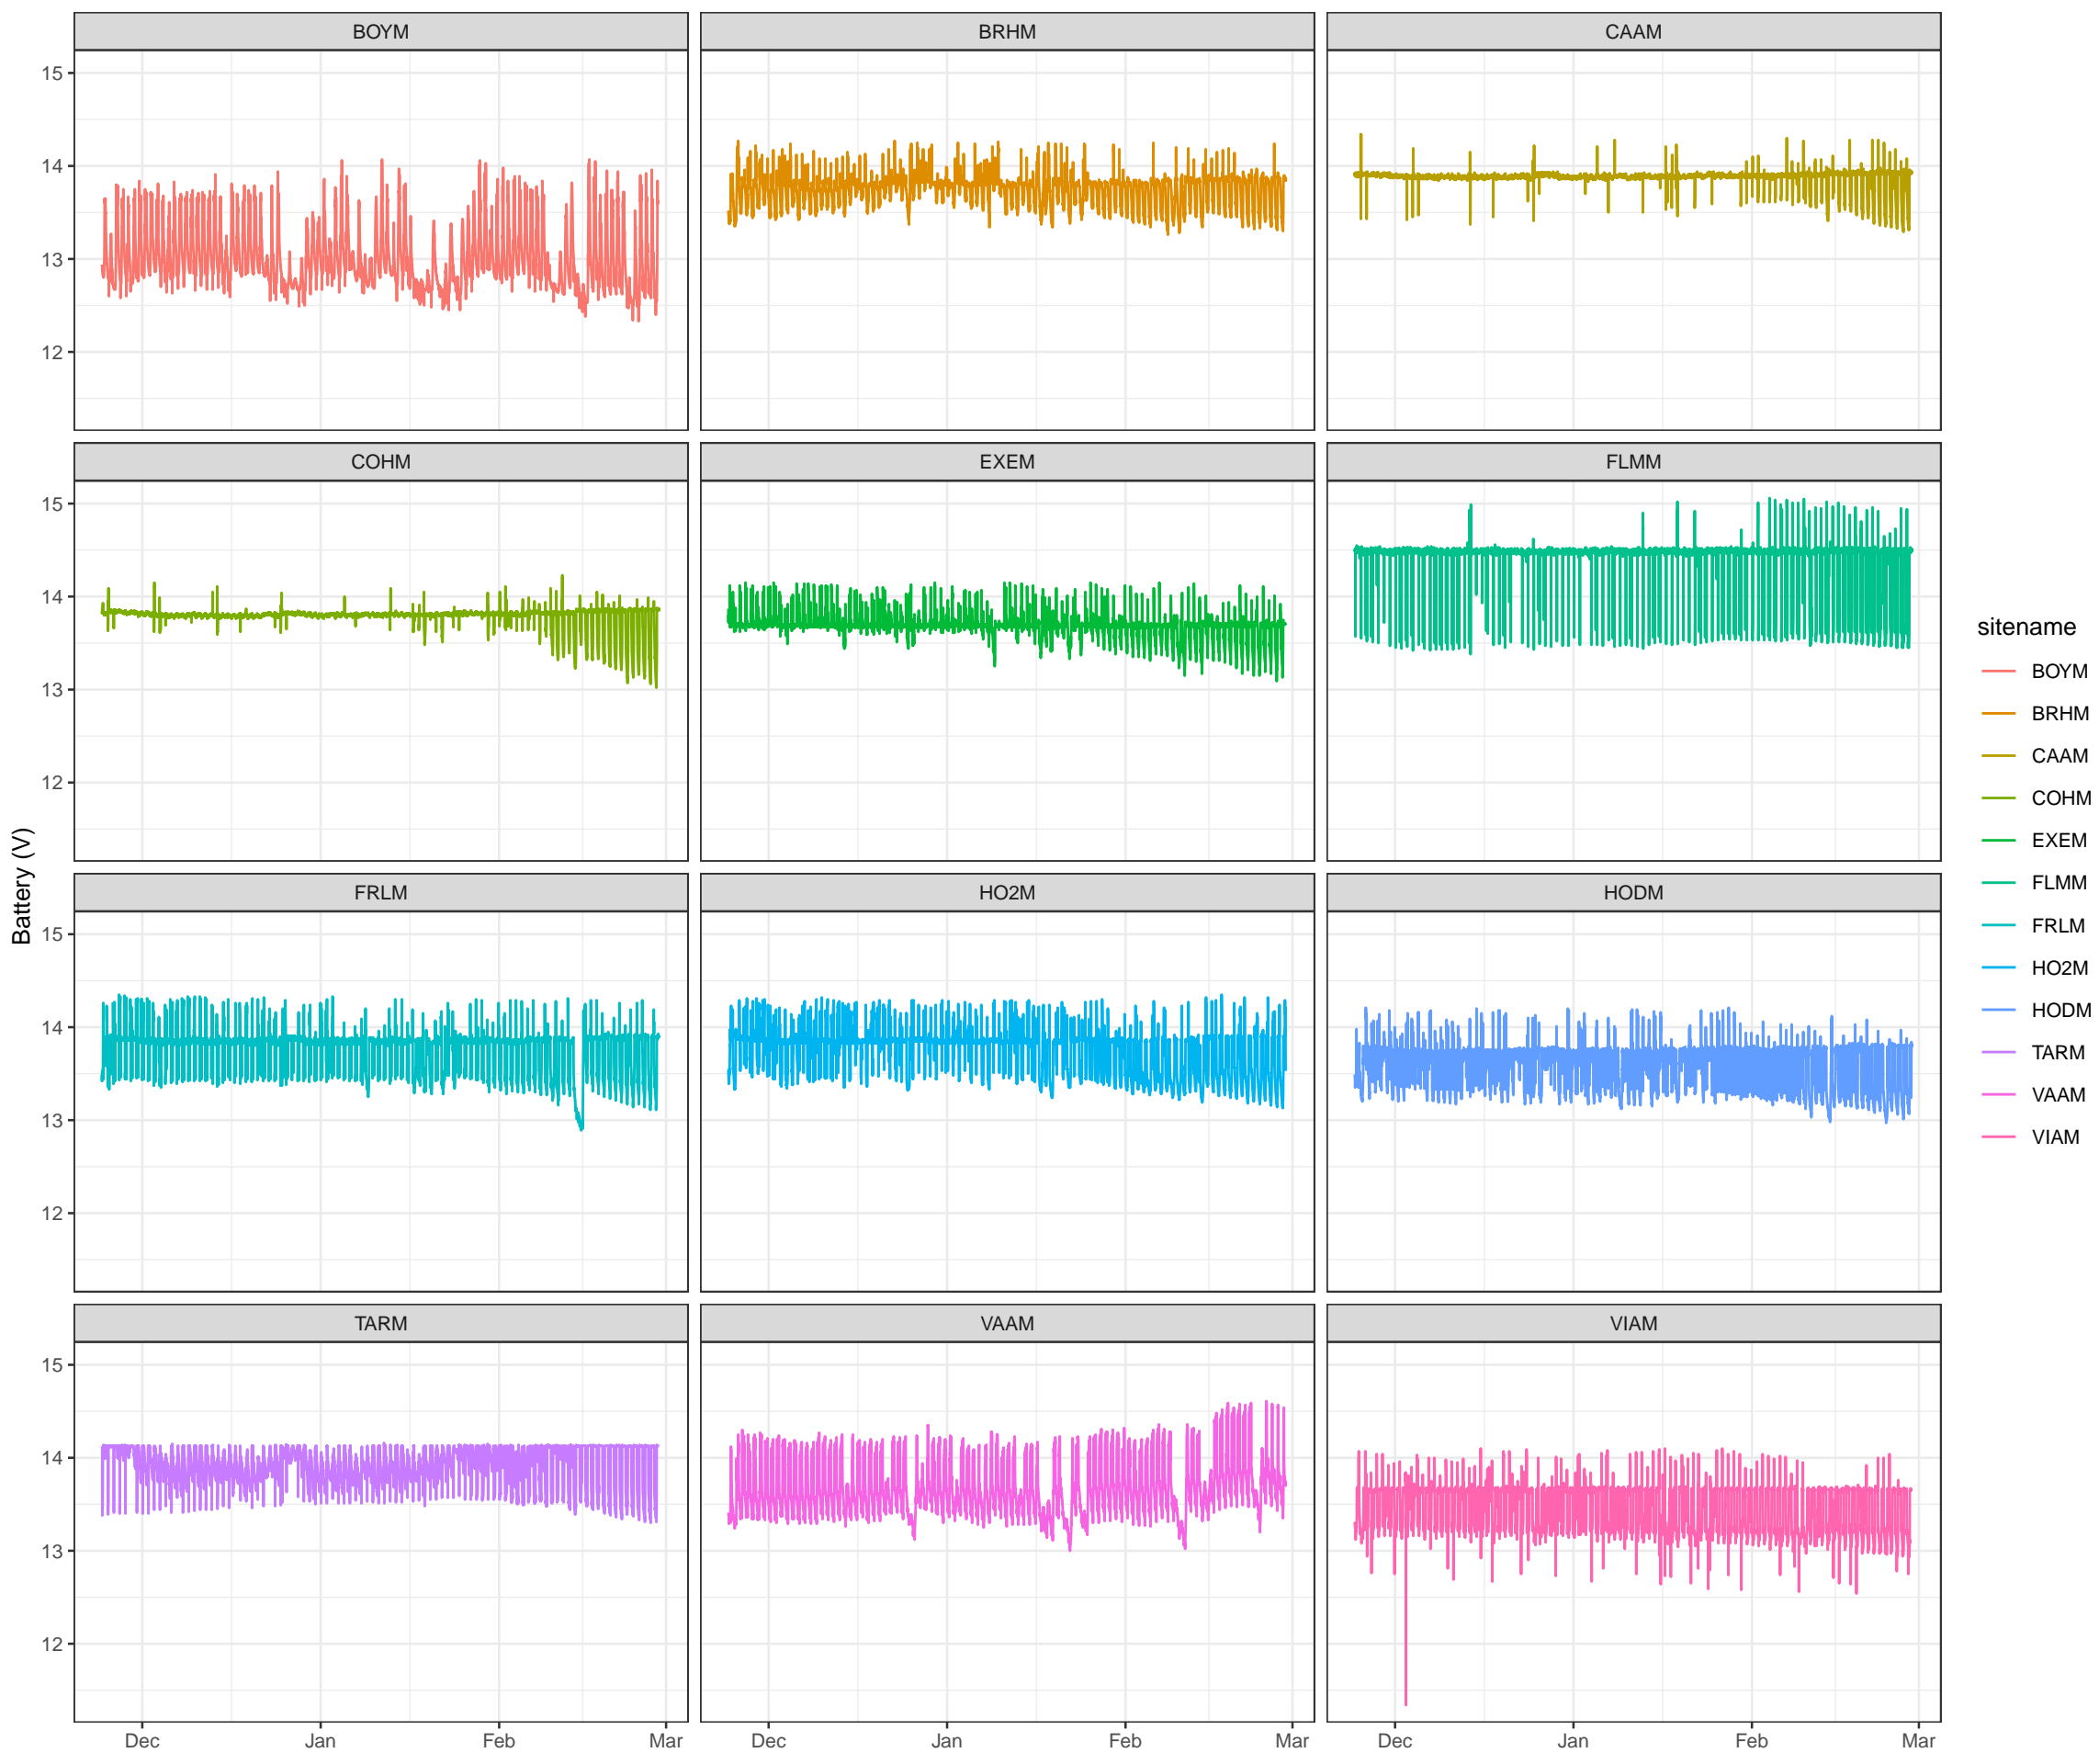 BOYM BRHM CAAM
15
14
13
12
COHM EXEM FLMM
15
14
13
12
FRLM HO2M HODM
15
14
13
12
TARM VAAM VIAM
15
14
13
12
Dec Jan Feb Mar Dec Jan Feb Mar Dec Jan Feb Mar
Battery (V)
sitename
BOYM
BRHM
CAAM
COHM
EXEM
FLMM
FRLM
HO2M
HODM
TARM
VAAM
VIAM